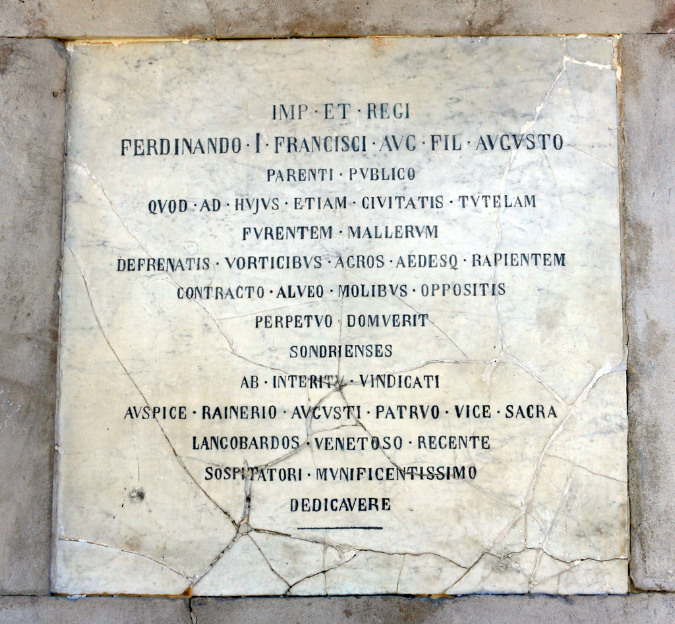 IMP · ET · REGI
FERDINANDO · I · FRANCISCI · AVG · FIL · AVGVSTO
PARENTI · PVBLICO
QVOD · AD · HVJVS · ETIAM · CIVITATIS · TVTELAM
FVRENTEM · MALLERVM
DEFRENATIS · VORTICIBVS · AGROS · AEDESQ · RAPIENTEM
CONTRACTO · ALVEO · MOLIBVS · OPPOSITIS
PERPETVO · DOMVERIT
SONDRIENSES
AB · INTERITV · VINDICATI
AVSPICE · RAINERIO · AVGVSTI · PATRVO · VICE · SACRA
LANGOBARDOS · VENETOSQ · REGENTE
SOSPITATORI · MVNIFICENTISSIMO
DEDICAVERE